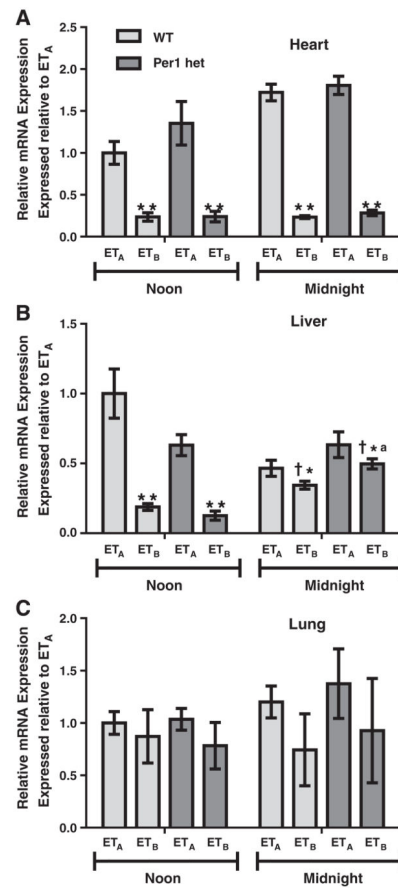 A
WT
Per1 het
Heart
Relative mRNA Expression
Expressed relative to ETA
2.5
2.0
1.5
1.0
0.5
0.0
** ** ** **
ETA ETB ETA ETB ETA ETB ETA ETB
Noon Midnight
B
Liver
Relative mRNA Expression
Expressed relative to ETA
1.5
1.0
0.5
0.0
** ** †* †*a
ETA ETB ETA ETB ETA ETB ETA ETB
Noon Midnight
C
Lung
Relative mRNA Expression
Expressed relative to ETA
2.0
1.5
1.0
0.5
0.0
ETA ETB ETA ETB ETA ETB ETA ETB
Noon Midnight